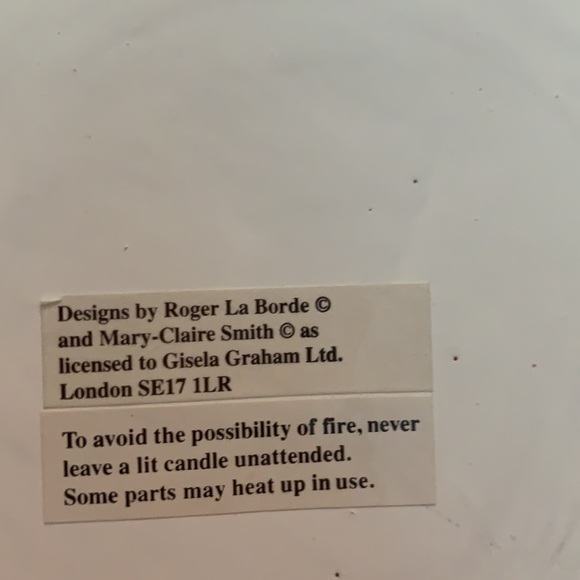 Designs by Roger La Borde ©
and Mary-Claire Smith © as
licensed to Gisela Graham Ltd.
London SE17 1LR
To avoid the possibility of fire, never
leave a lit candle unattended.
Some parts may heat up in use.